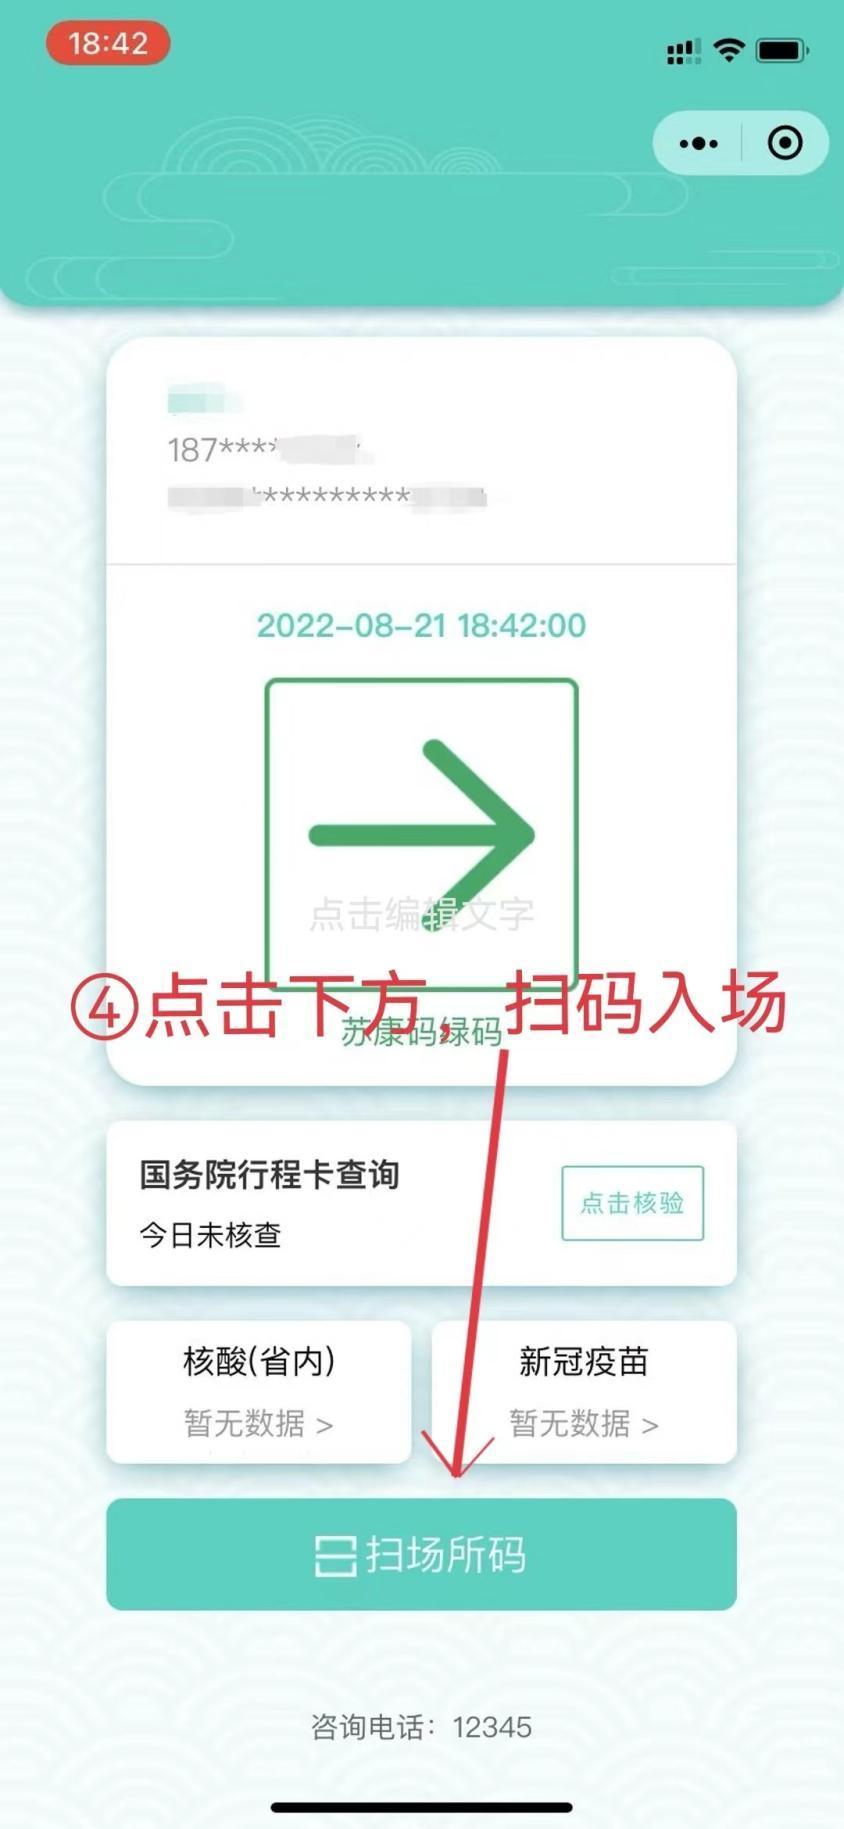 18:42
187****
**********
2022-08-21 18:42:00
点击编辑文字
④点击下方，扫码入场
苏康码绿码
国务院行程卡查询
点击核验
今日未核查
核酸(省内)
新冠疫苗
暂无数据 >
暂无数据 >
扫场所码
咨询电话：12345